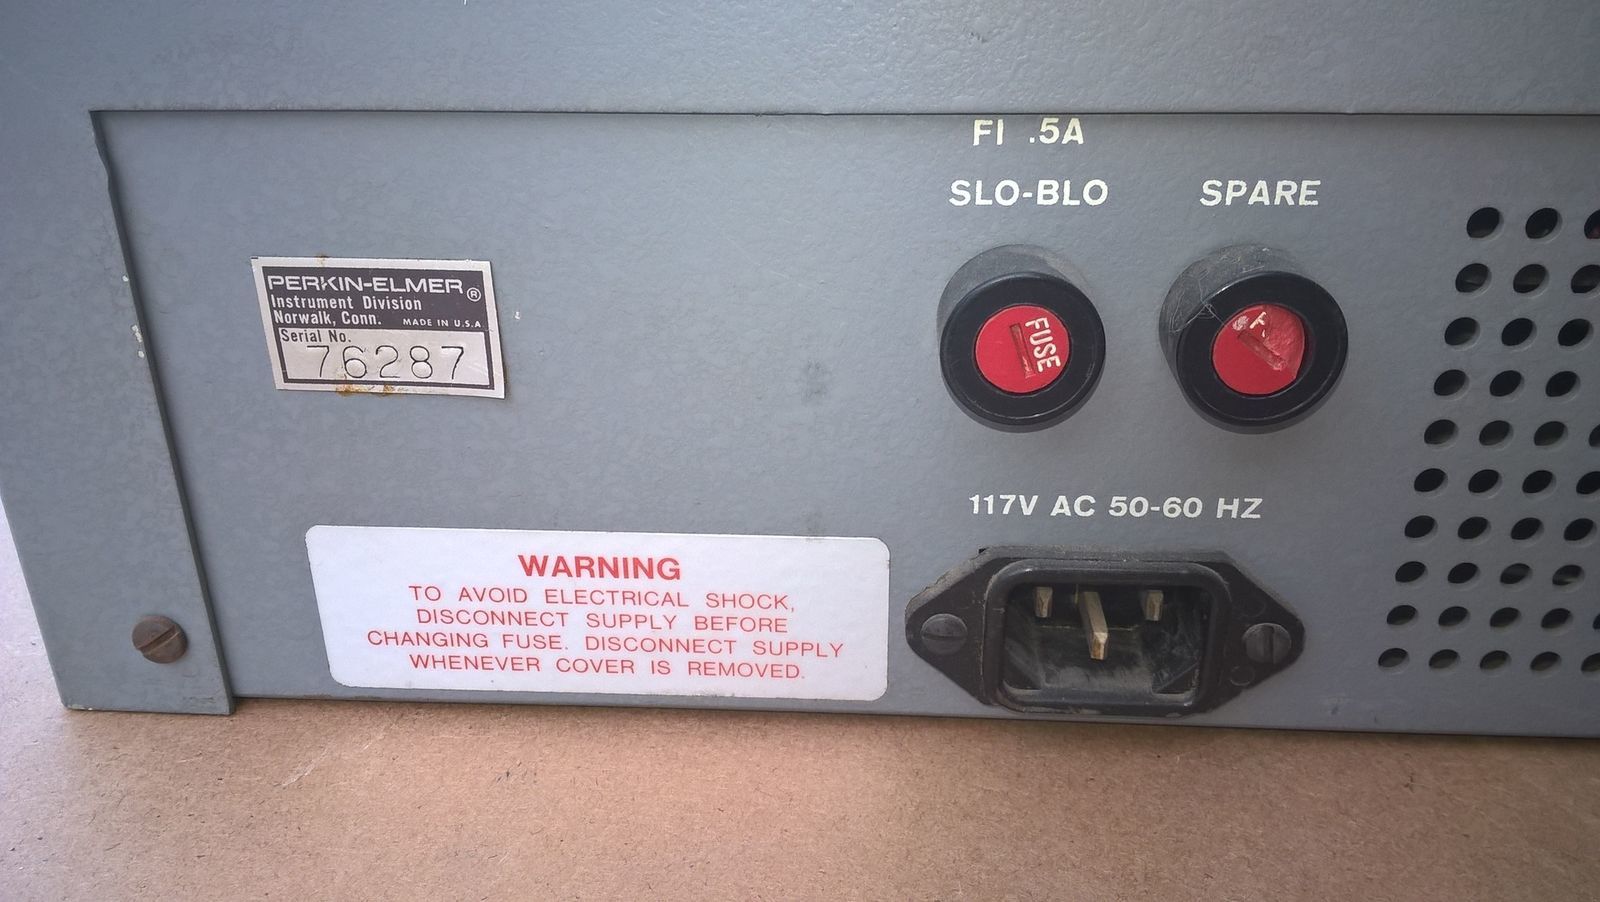 FI .5A
SLO-BLO
SPARE
PERKIN-ELMER®
Instrument Division
Norwalk, Conn. MADE IN U.S.A
Serial No.
76287
FUSE
117V AC 50-60 HZ
WARNING
TO AVOID ELECTRICAL SHOCK,
DISCONNECT SUPPLY BEFORE
CHANGING FUSE. DISCONNECT SUPPLY
WHENEVER COVER IS REMOVED.